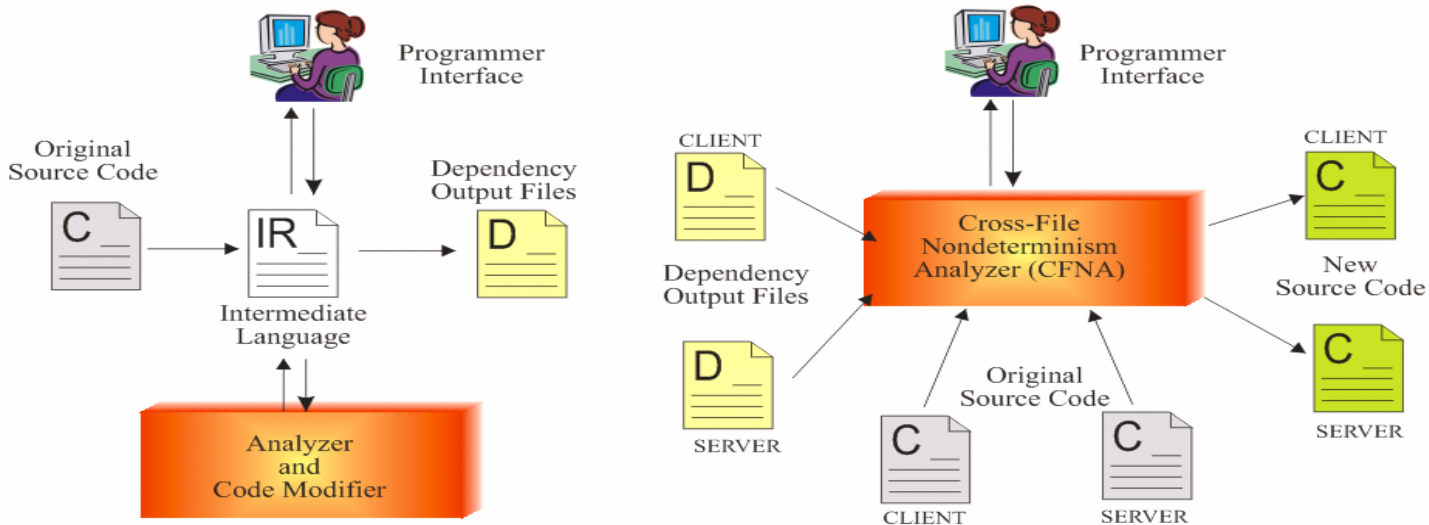 Programmer
Interface
Original
Source Code
C
IR
Dependency
Output Files
D
Intermediate
Language
Analyzer
and
Code Modifier
Programmer
Interface
CLIENT
D
Dependency
Output Files
D
SERVER
Cross-File
Nondeterminism
Analyzer (CFNA)
Original
Source Code
C
CLIENT
C
SERVER
CLIENT
C
New
Source Code
C
SERVER